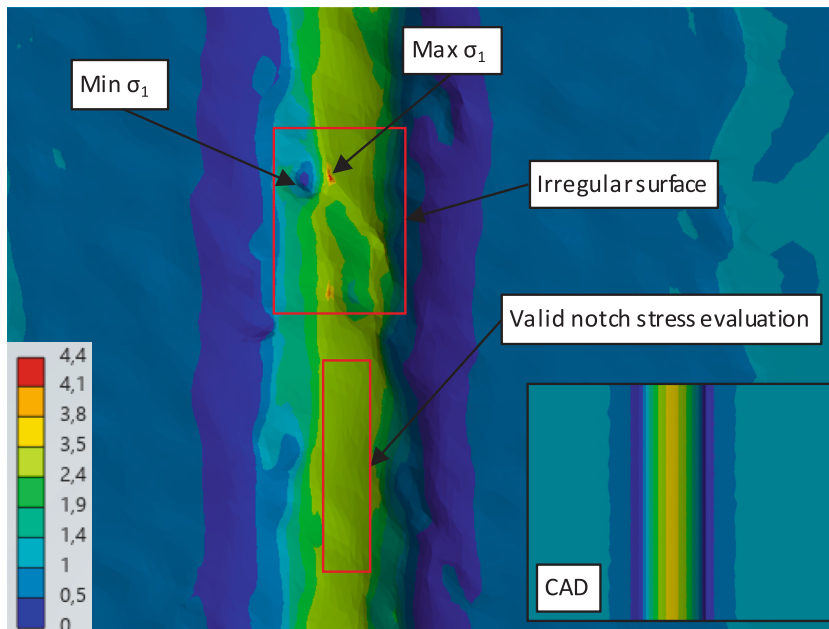 Max σ₁
Min σ₁
Irregular surface
Valid notch stress evaluation
4,4
4,1
3,8
3,5
2,4
1,9
1,4
1
0,5
0
CAD